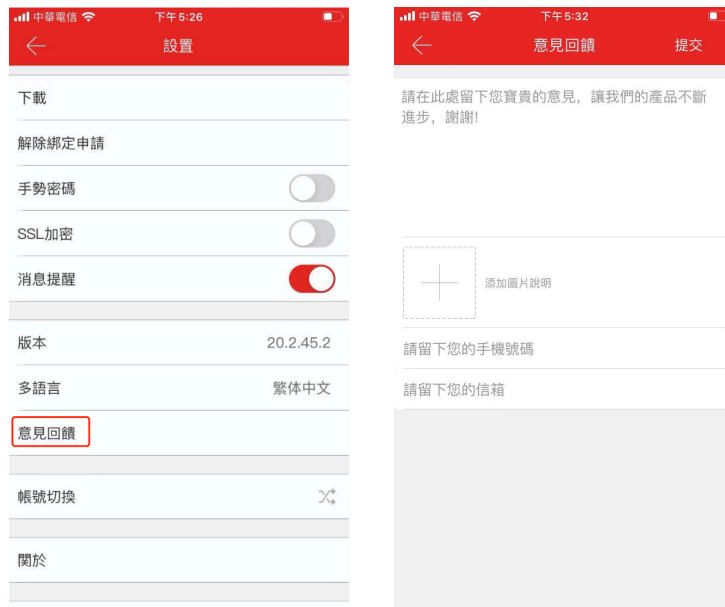 中華電信
下午5:26
設置
下載
解除綁定申請
手勢密碼
SSL加密
消息提醒
版本
20.2.45.2
多語言
繁体中文
意見回饋
帳號切換
関於
中華電信
下午5:32
意見回饋
提交
請在此處留下您寶貴的意見，讓我們的產品不斷
進步，謝謝!
添加圖片說明
請留下您的手機號碼
請留下您的信箱